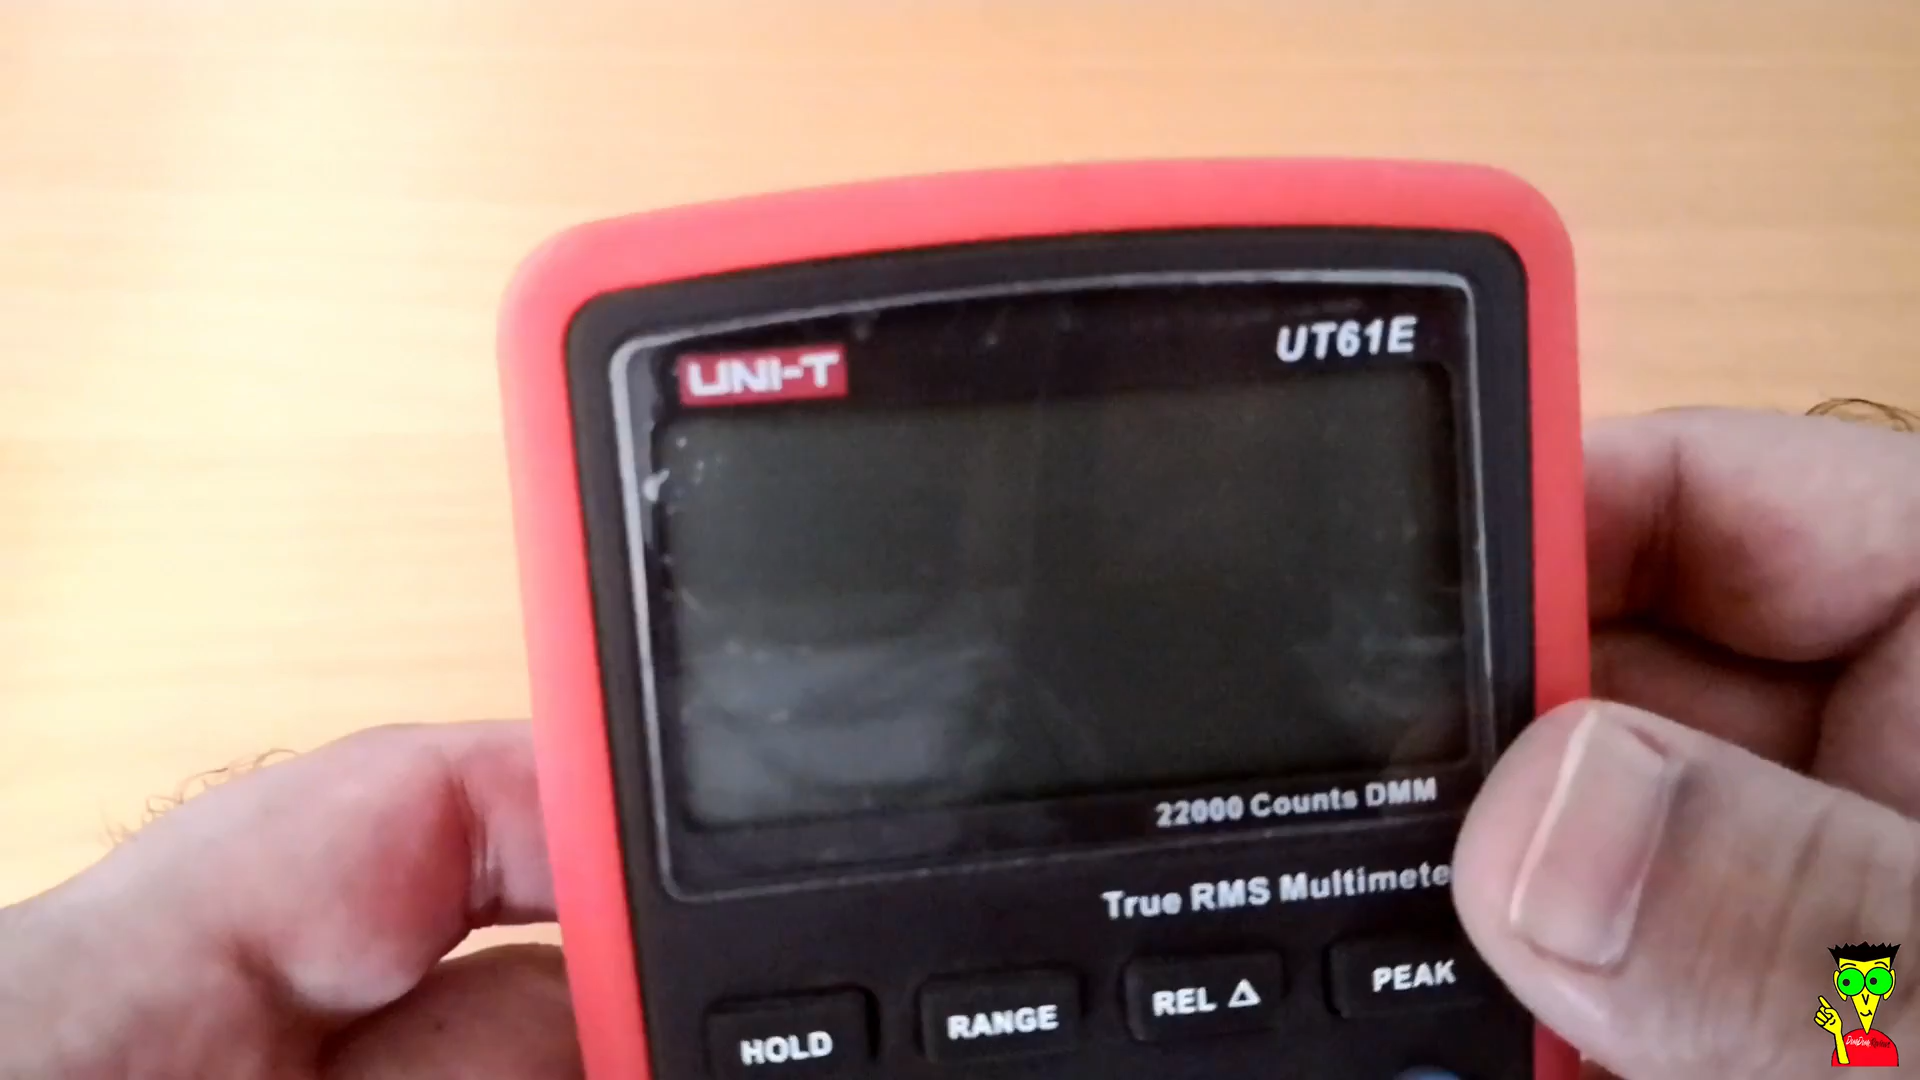 UNI-T
UT61E
22000 Counts DMM
True RMS Multimete
HOLD
RANGE
REL △
PEAK